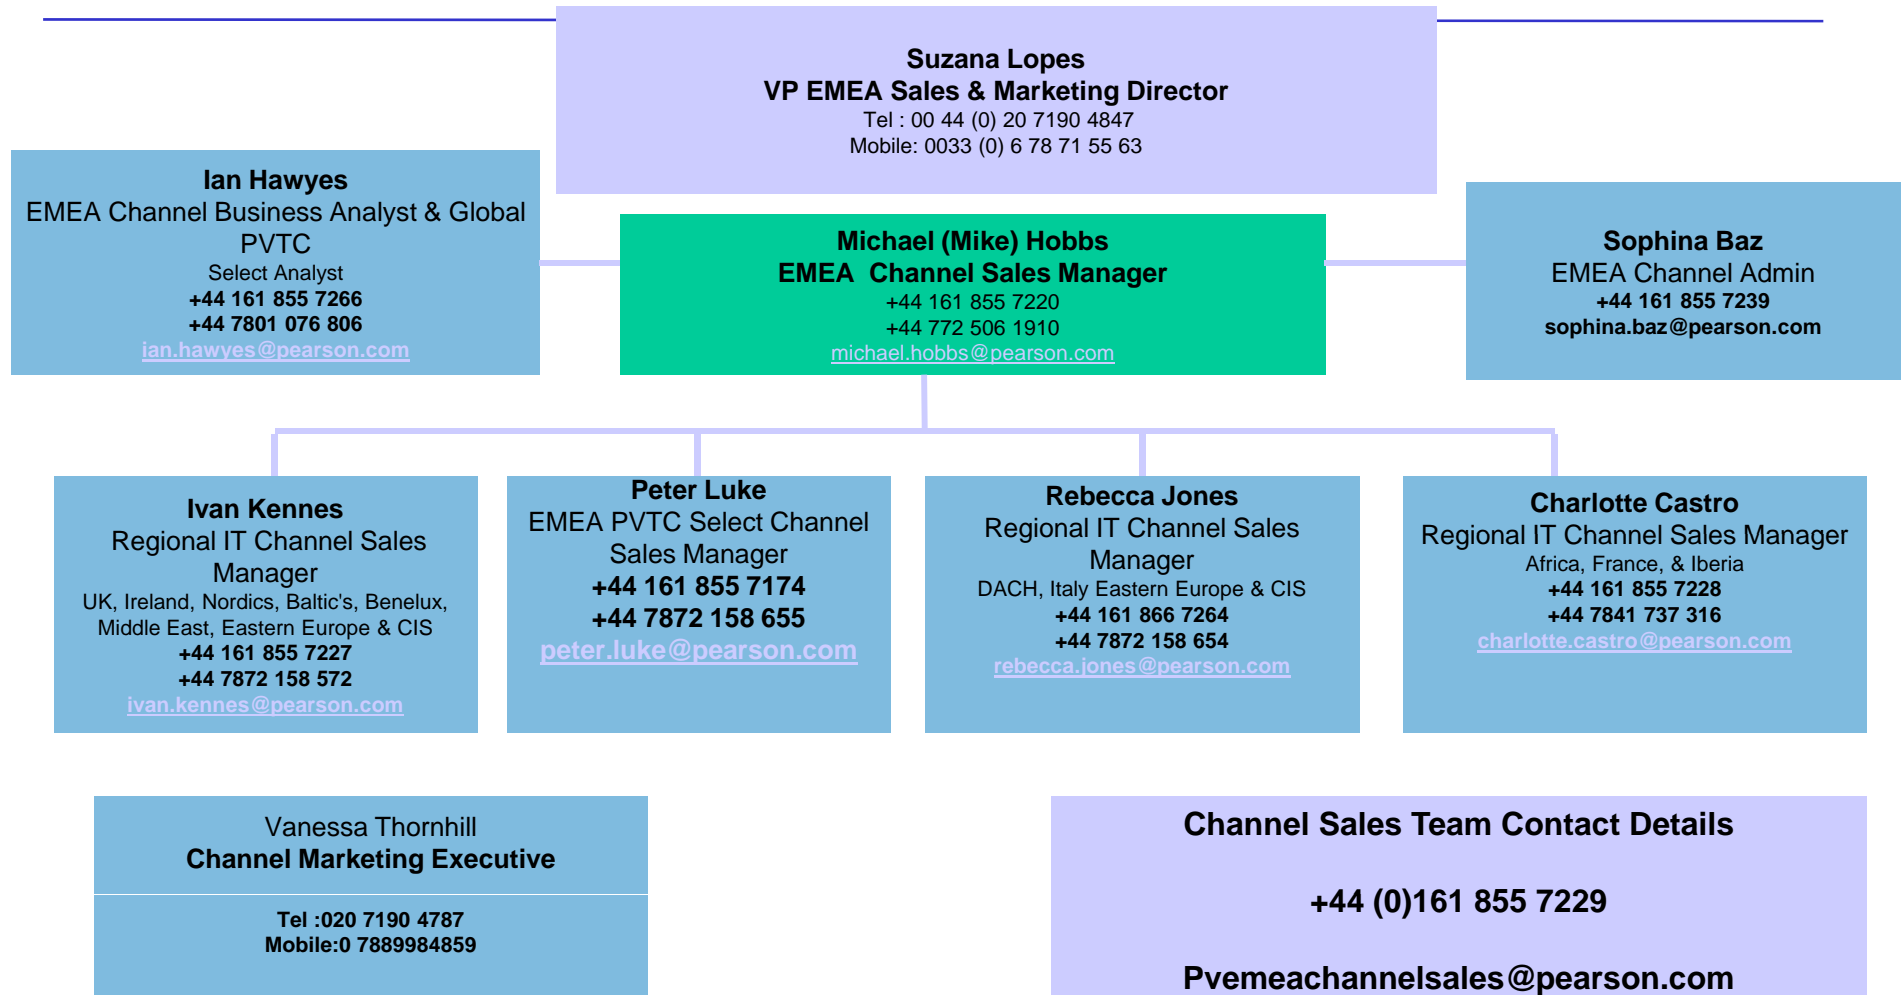 Suzana Lopes
VP EMEA Sales & Marketing Director
Tel : 00 44 (0) 20 7190 4847
Mobile: 0033 (0) 6 78 71 55 63
Ian Hawyes
EMEA Channel Business Analyst & Global
PVTC
Select Analyst
+44 161 855 7266
+44 7801 076 806
ian.hawyes@pearson.com
Michael (Mike) Hobbs
EMEA  Channel Sales Manager
+44 161 855 7220
+44 772 506 1910
michael.hobbs@pearson.com
Sophina Baz
EMEA Channel Admin
+44 161 855 7239
sophina.baz@pearson.com
Ivan Kennes
Regional IT Channel Sales
Manager
UK, Ireland, Nordics, Baltic's, Benelux,
Middle East, Eastern Europe & CIS
+44 161 855 7227
+44 7872 158 572
ivan.kennes@pearson.com
Peter Luke
EMEA PVTC Select Channel
Sales Manager
+44 161 855 7174
+44 7872 158 655
peter.luke@pearson.com
Rebecca Jones
Regional IT Channel Sales
Manager
DACH, Italy Eastern Europe & CIS
+44 161 866 7264
+44 7872 158 654
rebecca.jones@pearson.com
Charlotte Castro
Regional IT Channel Sales Manager
Africa, France, & Iberia
+44 161 855 7228
+44 7841 737 316
charlotte.castro@pearson.com
Vanessa Thornhill
Channel Marketing Executive
Tel :020 7190 4787
Mobile:0 7889984859
Channel Sales Team Contact Details
+44 (0)161 855 7229
Pvemeachannelsales@pearson.com